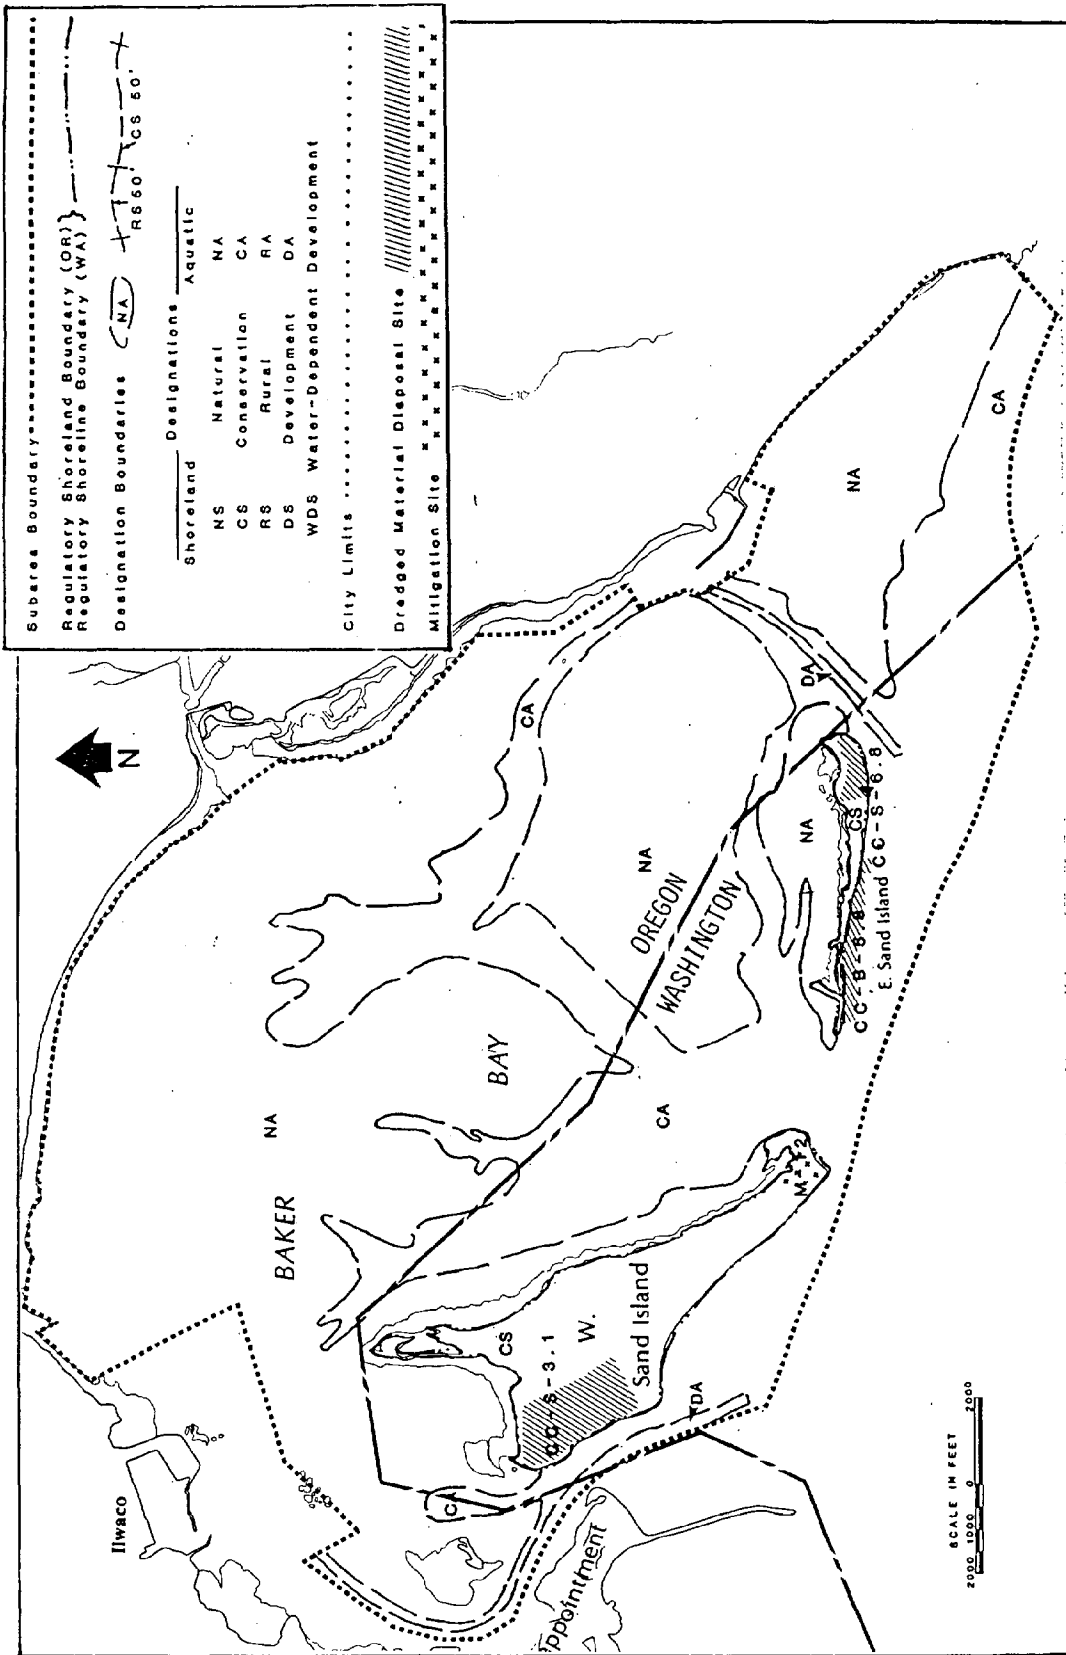 Subarea Boundary
Regulatory Shoreland Boundary (OR)}
Regulatory Shoreline Boundary (WA)}
Designation Boundaries NA RS50' CS 50'
Shoreland Designations Aquatic
NS Natural NA
CS Conservation CA
RS Rural RA
DS Development DA
WDS Water-Dependent Development
City Limits
Dredged Material Disposal Site
Mitigation Site
N
Ilwaco
BAKER
BAY
NA
CA
NA
OREGON
WASHINGTON
CA
NA
CA
DA
NA
CS
CC-S-6.8
CC-B-6.8
E. Sand Island
M 2
CS
CC-S-3.1
W.
Sand Island
DA
CA
ppointment
SCALE IN FEET
2000 1000 0 2000